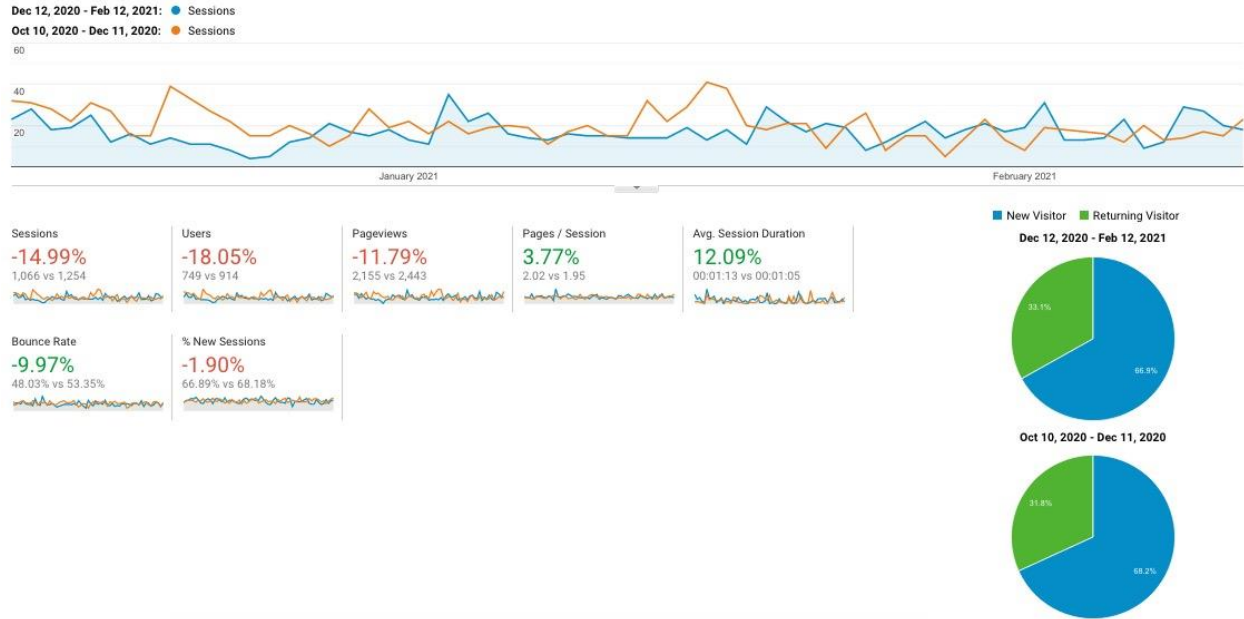 Dec 12, 2020 - Feb 12, 2021: Sessions
Oct 10, 2020 - Dec 11, 2020: Sessions
60
40
20
January 2021
February 2021
Sessions
-14.99%
1,066 vs 1,254
Users
-18.05%
749 vs 914
Pageviews
-11.79%
2,155 vs 2,443
Pages / Session
3.77%
2.02 vs 1.95
Avg. Session Duration
12.09%
00:01:13 vs 00:01:05
Bounce Rate
-9.97%
48.03% vs 53.35%
% New Sessions
-1.90%
66.89% vs 68.18%
New Visitor
Returning Visitor
Dec 12, 2020 - Feb 12, 2021
33.1%
66.9%
Oct 10, 2020 - Dec 11, 2020
31.8%
68.2%